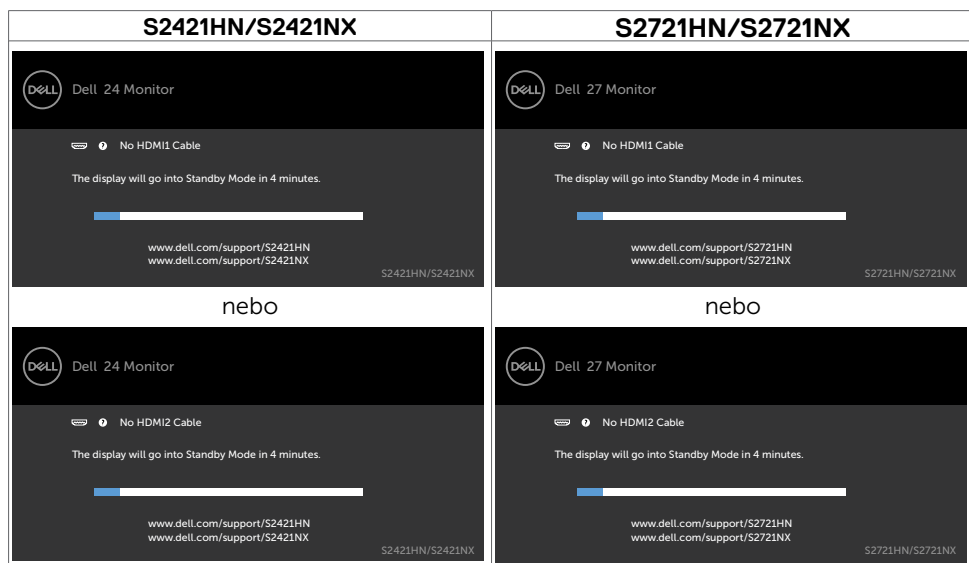 S2421HN/S2421NX
S2721HN/S2721NX
DELL Dell 24 Monitor
No HDMI1 Cable
The display will go into Standby Mode in 4 minutes.
www.dell.com/support/S2421HN
www.dell.com/support/S2421NX
S2421HN/S2421NX
DELL Dell 27 Monitor
No HDMI1 Cable
The display will go into Standby Mode in 4 minutes.
www.dell.com/support/S2721HN
www.dell.com/support/S2721NX
S2721HN/S2721NX
nebo
nebo
DELL Dell 24 Monitor
No HDMI2 Cable
The display will go into Standby Mode in 4 minutes.
www.dell.com/support/S2421HN
www.dell.com/support/S2421NX
S2421HN/S2421NX
DELL Dell 27 Monitor
No HDMI2 Cable
The display will go into Standby Mode in 4 minutes.
www.dell.com/support/S2721HN
www.dell.com/support/S2721NX
S2721HN/S2721NX